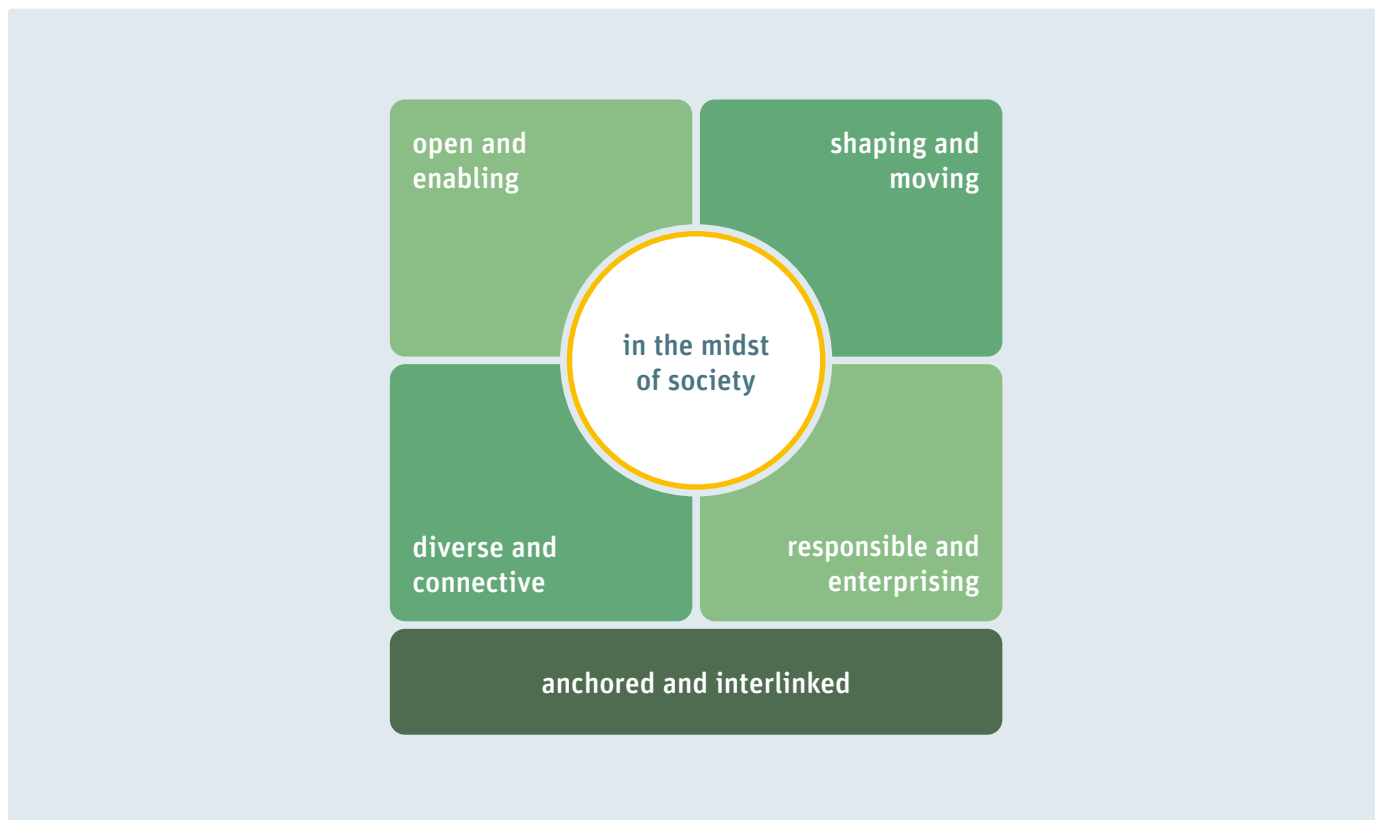 open and
enabling
shaping and
moving
in the midst
of society
diverse and
connective
responsible and
enterprising
anchored and interlinked